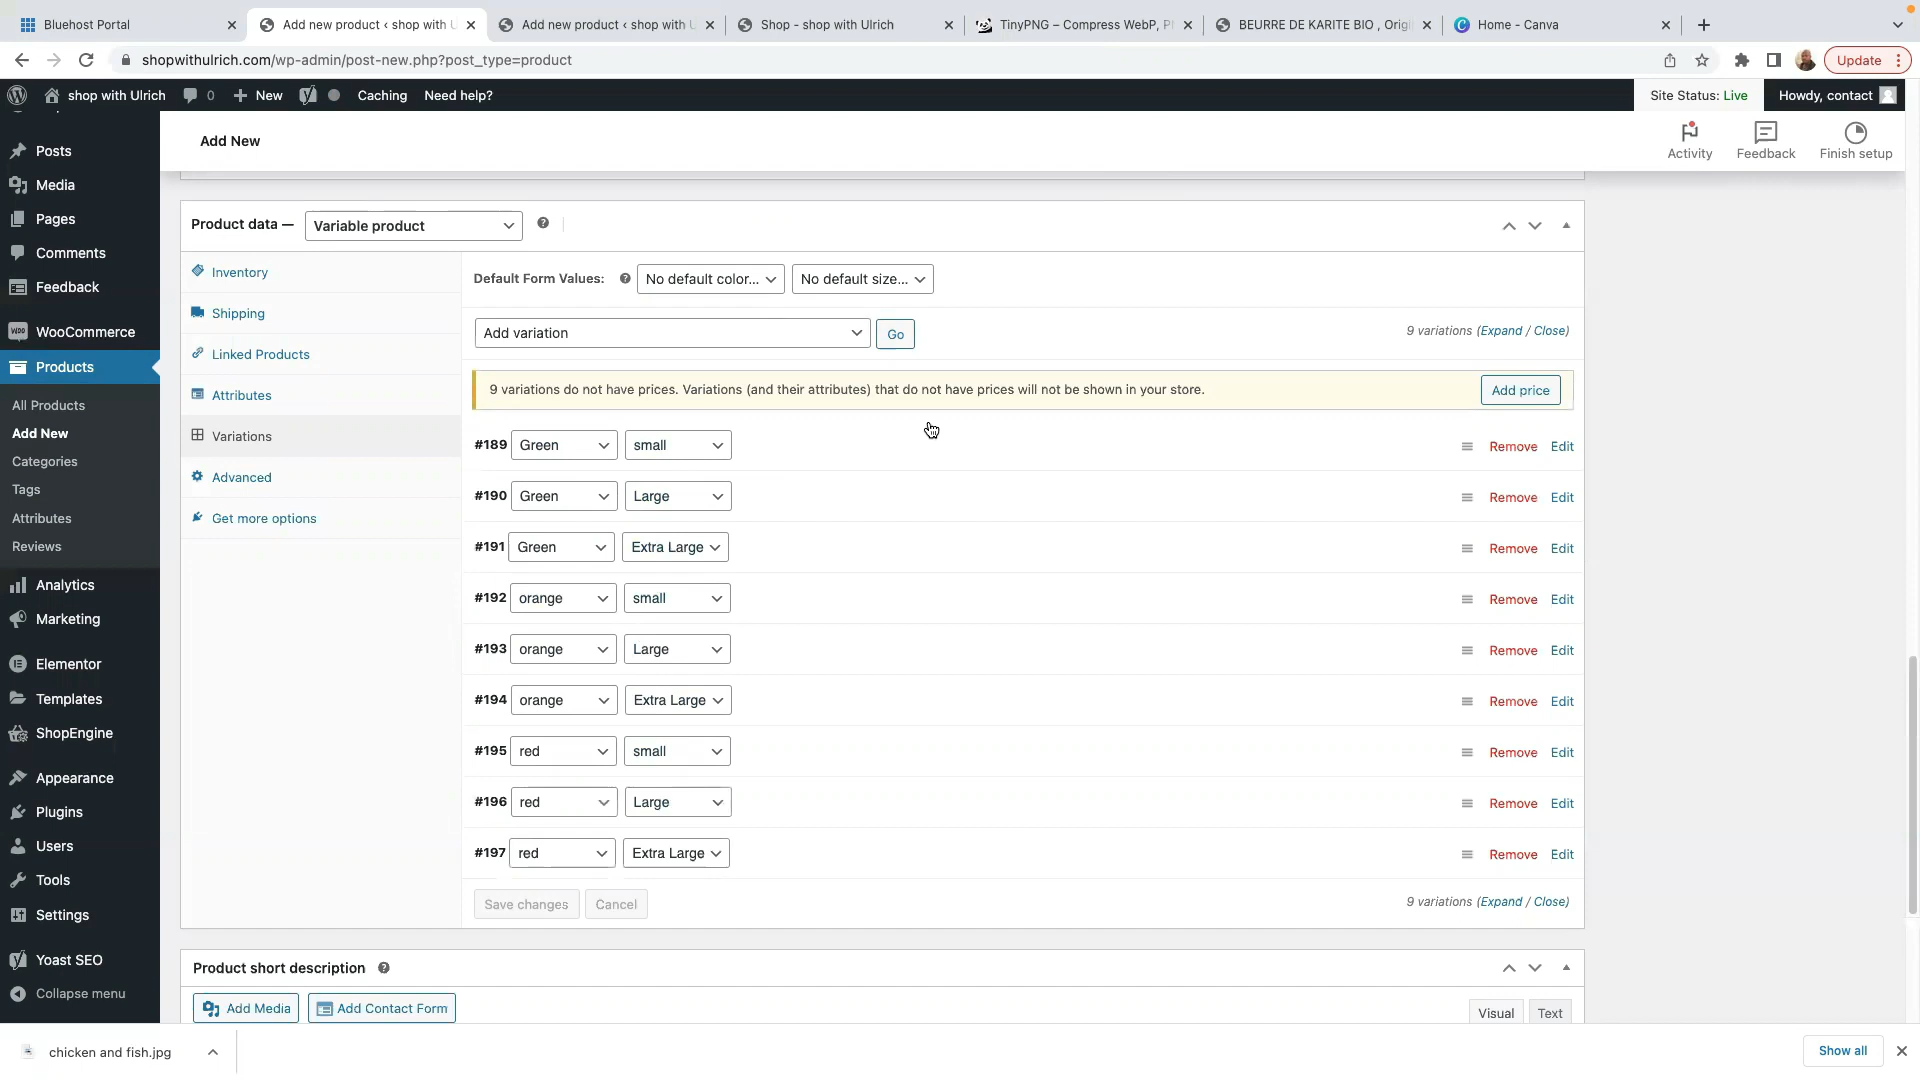 Bluehost Portal
Add new product ‹ shop with U
Add new product ‹ shop with U
Shop - shop with Ulrich
TinyPNG – Compress WebP, P
BEURRE DE KARITE BIO , Orig
Home - Canva
shopwithulrich.com/wp-admin/post-new.php?post_type=product
Update
shop with Ulrich
0
New
Caching
Need help?
Site Status: Live
Howdy, contact
Add New
Activity
Feedback
Finish setup
Posts
Media
Pages
Comments
Feedback
WooCommerce
Products
All Products
Add New
Categories
Tags
Attributes
Reviews
Analytics
Marketing
Elementor
Templates
ShopEngine
Appearance
Plugins
Users
Tools
Settings
Yoast SEO
Collapse menu
Product data — Variable product
Inventory
Shipping
Linked Products
Attributes
Variations
Advanced
Get more options
Default Form Values: No default color... No default size...
Add variation Go 9 variations (Expand / Close)
9 variations do not have prices. Variations (and their attributes) that do not have prices will not be shown in your store. Add price
#189 Green small Remove Edit
#190 Green Large Remove Edit
#191 Green Extra Large Remove Edit
#192 orange small Remove Edit
#193 orange Large Remove Edit
#194 orange Extra Large Remove Edit
#195 red small Remove Edit
#196 red Large Remove Edit
#197 red Extra Large Remove Edit
Save changes Cancel 9 variations (Expand / Close)
Product short description
Add Media Add Contact Form Visual Text
chicken and fish.jpg
Show all